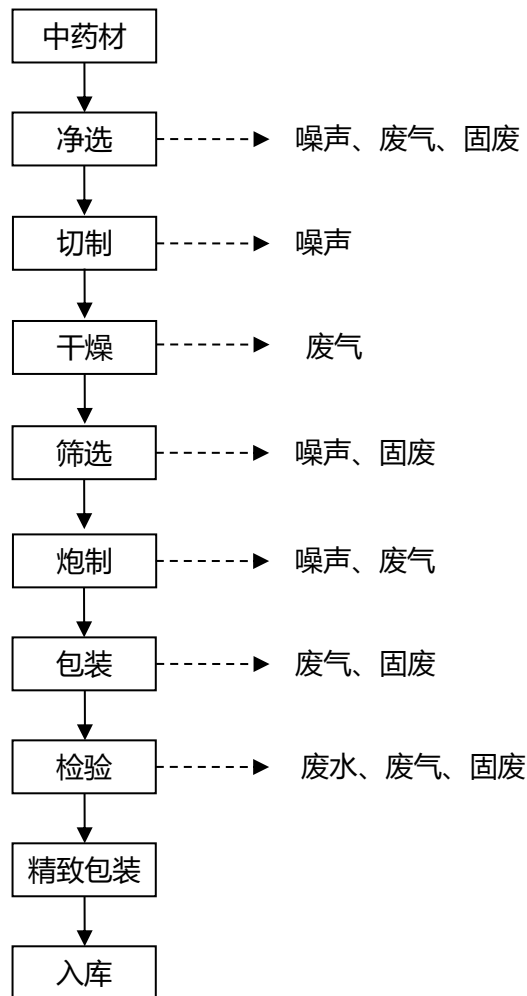 中药材
净选
噪声、废气、固废
切制
噪声
干燥
废气
筛选
噪声、固废
炮制
噪声、废气
包装
废气、固废
检验
废水、废气、固废
精致包装
入库